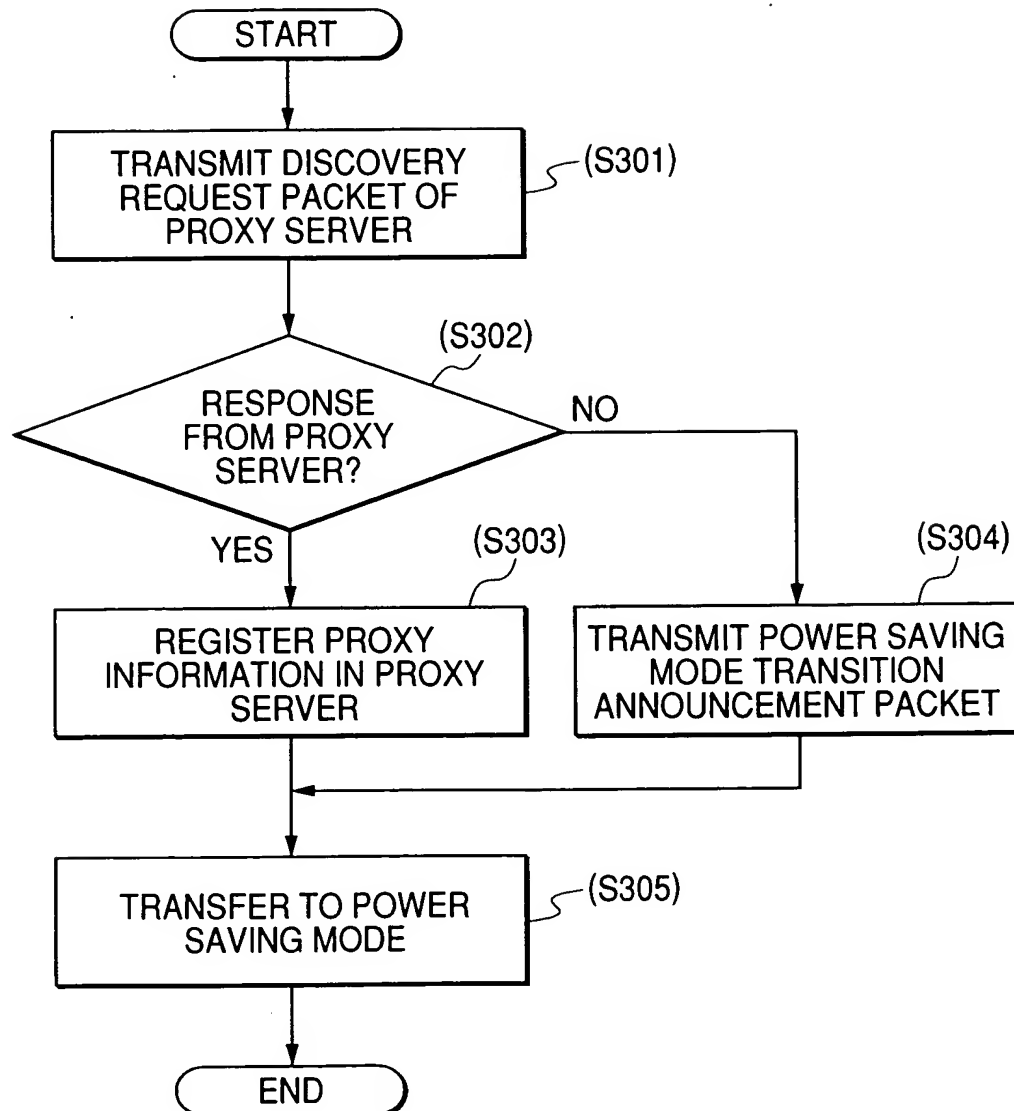 START
TRANSMIT DISCOVERY
REQUEST PACKET OF
PROXY SERVER
(S301)
(S302)
RESPONSE
FROM PROXY
SERVER?
NO
YES
(S303)
(S304)
REGISTER PROXY
INFORMATION IN PROXY
SERVER
TRANSMIT POWER SAVING
MODE TRANSITION
ANNOUNCEMENT PACKET
TRANSFER TO POWER
SAVING MODE
(S305)
END